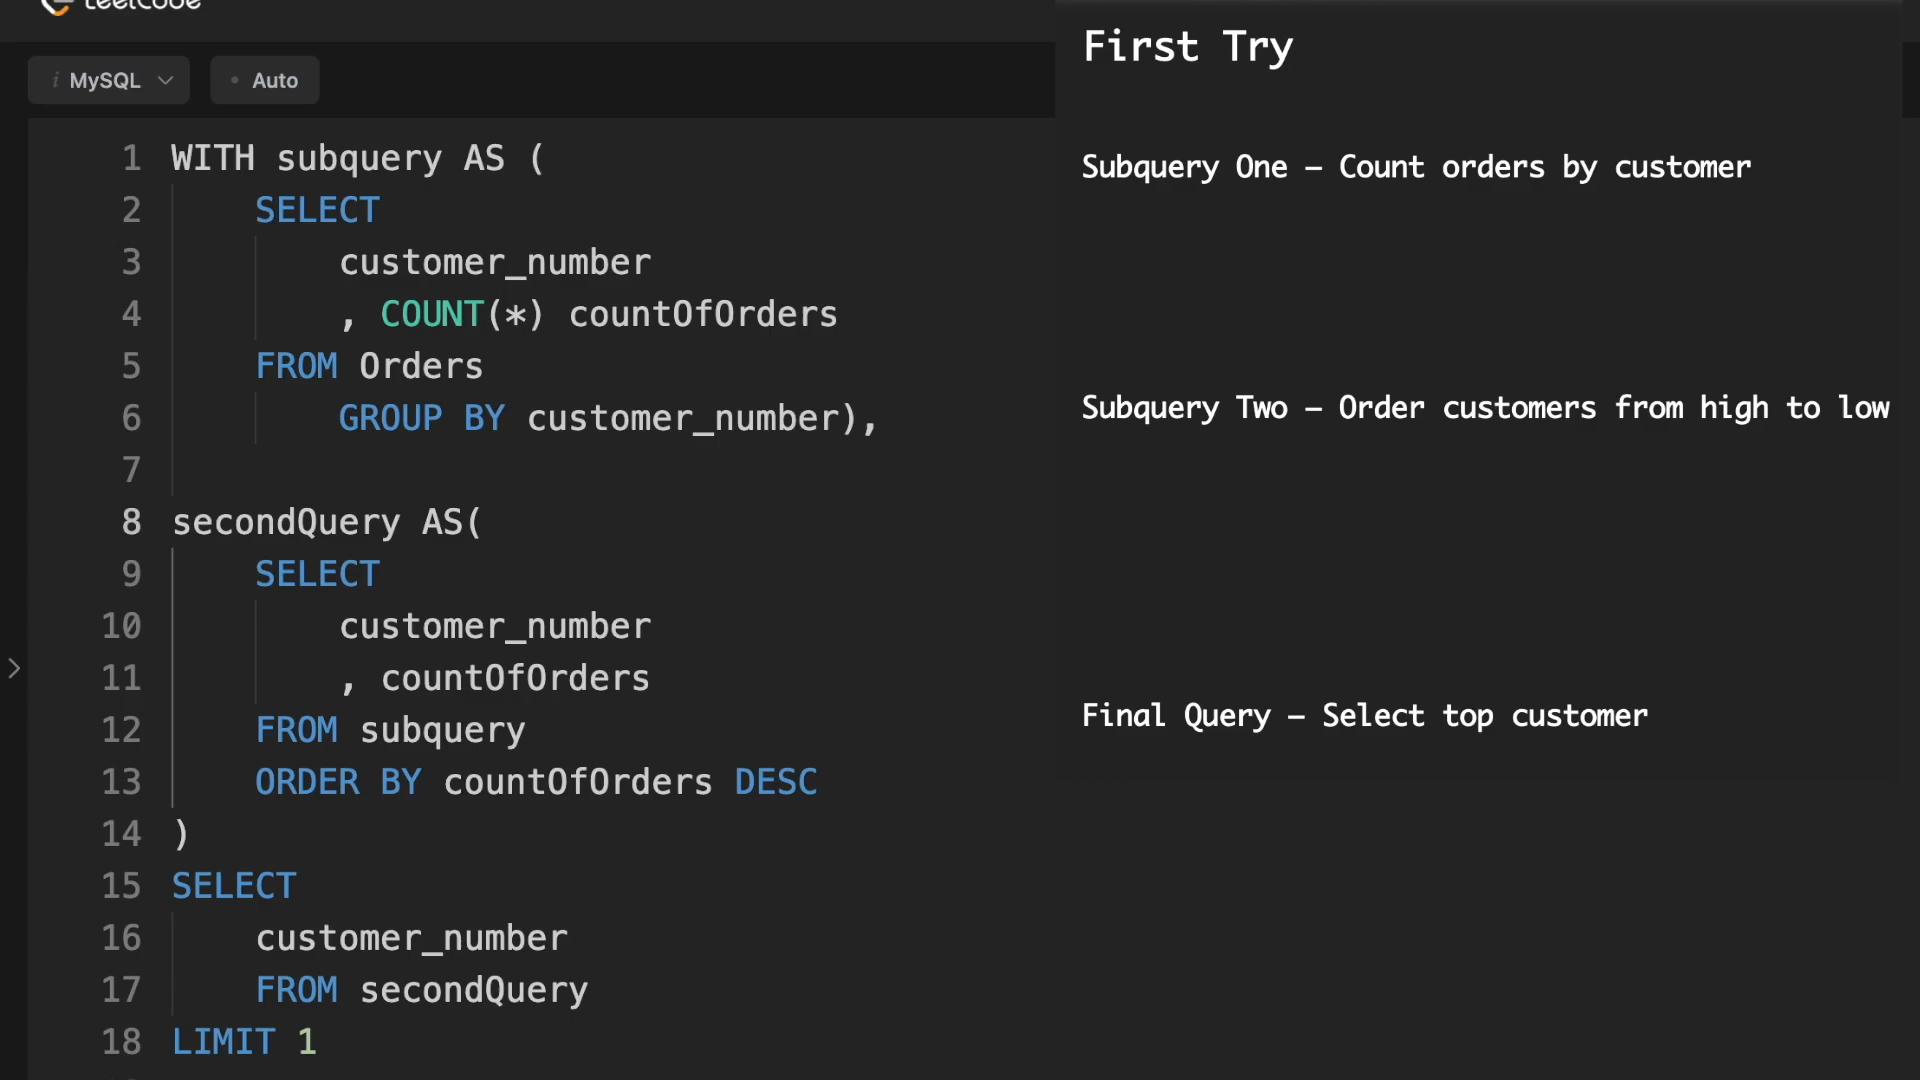 LeetCode
MySQL
Auto
First Try
1 WITH subquery AS (
2 SELECT
3 customer_number
4 , COUNT(*) countOfOrders
5 FROM Orders
6 GROUP BY customer_number),
7
8 secondQuery AS(
9 SELECT
10 customer_number
11 , countOfOrders
12 FROM subquery
13 ORDER BY countOfOrders DESC
14 )
15 SELECT
16 customer_number
17 FROM secondQuery
18 LIMIT 1
Subquery One – Count orders by customer
Subquery Two – Order customers from high to low
Final Query – Select top customer